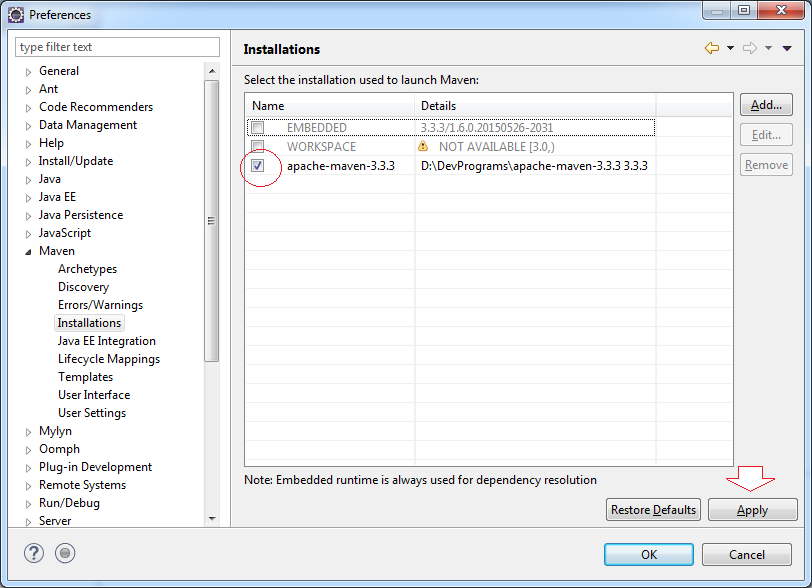 Preferences
type filter text
General
Ant
Code Recommenders
Data Management
Help
Install/Update
Java
Java EE
Java Persistence
JavaScript
Maven
Archetypes
Discovery
Errors/Warnings
Installations
Java EE Integration
Lifecycle Mappings
Templates
User Interface
User Settings
Mylyn
Oomph
Plug-in Development
Remote Systems
Run/Debug
Server
Installations
Select the installation used to launch Maven:
Name Details
EMBEDDED 3.3.3/1.6.0.20150526-2031
WORKSPACE NOT AVAILABLE [3.0,)
apache-maven-3.3.3 D:\DevPrograms\apache-maven-3.3.3 3.3.3
Add...
Edit...
Remove
Note: Embedded runtime is always used for dependency resolution
Restore Defaults Apply
OK Cancel